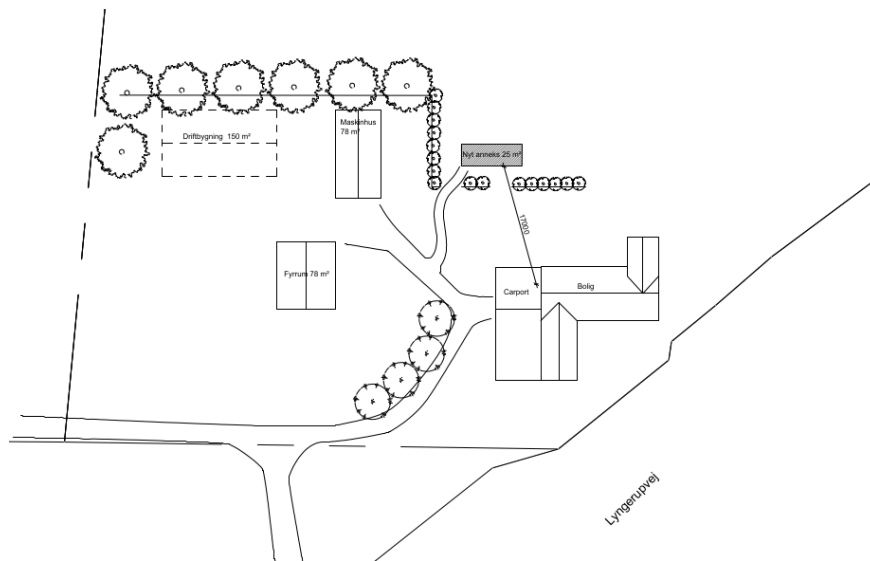 Maskinhus
78 m²
Driftbygning 150 m²
Nyt anneks 25 m²
17000
Fyrrum 78 m²
Carport
Bolig
Lyngerupvej